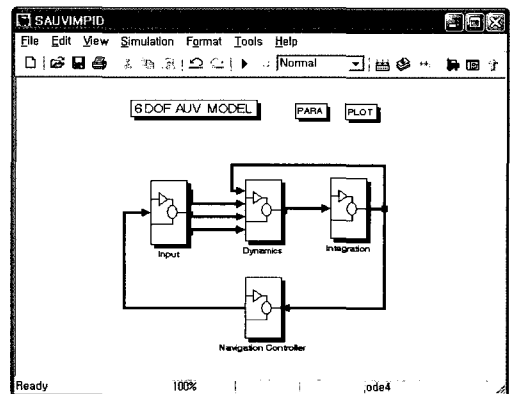 SAUVIMPID
File Edit View Simulation Format Tools Help
Normal
6 DOF AUV MODEL
PARA
PLOT
Input
Dynamics
Integration
Navigation Controller
Ready 100% ode4